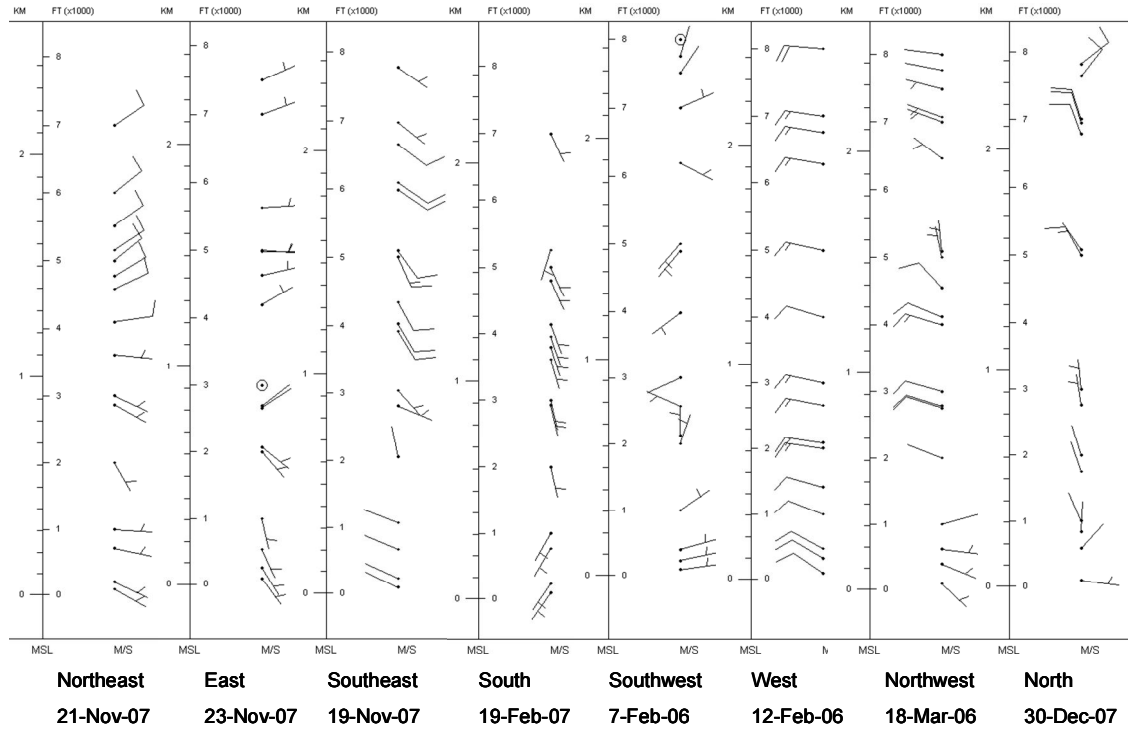 KM FT (x1000) KM FT (x1000) KM FT (x1000) KM FT (x1000) KM FT (x1000) KM FT (x1000) KM FT (x1000) KM FT (x1000)
8 8 8 8 8 8 8 8
7 7 7 7 7 7 7 7
2 2 2 2 2 2 2 2
6 6 6 6 6 6 6 6
5 5 5 5 5 5 5 5
4 4 4 4 4 4 4 4
1 1 1 1 1 1 1 1
3 3 3 3 3 3 3 3
2 2 2 2 2 2 2 2
1 1 1 1 1 1 1 1
0 0 0 0 0 0 0 0 0 0 0 0 0 0 0 0
MSL M/S MSL M/S MSL M/S MSL M/S MSL M/S MSL MSL M/S MSL M/S
Northeast East Southeast South Southwest West Northwest North
21-Nov-07 23-Nov-07 19-Nov-07 19-Feb-07 7-Feb-06 12-Feb-06 18-Mar-06 30-Dec-07